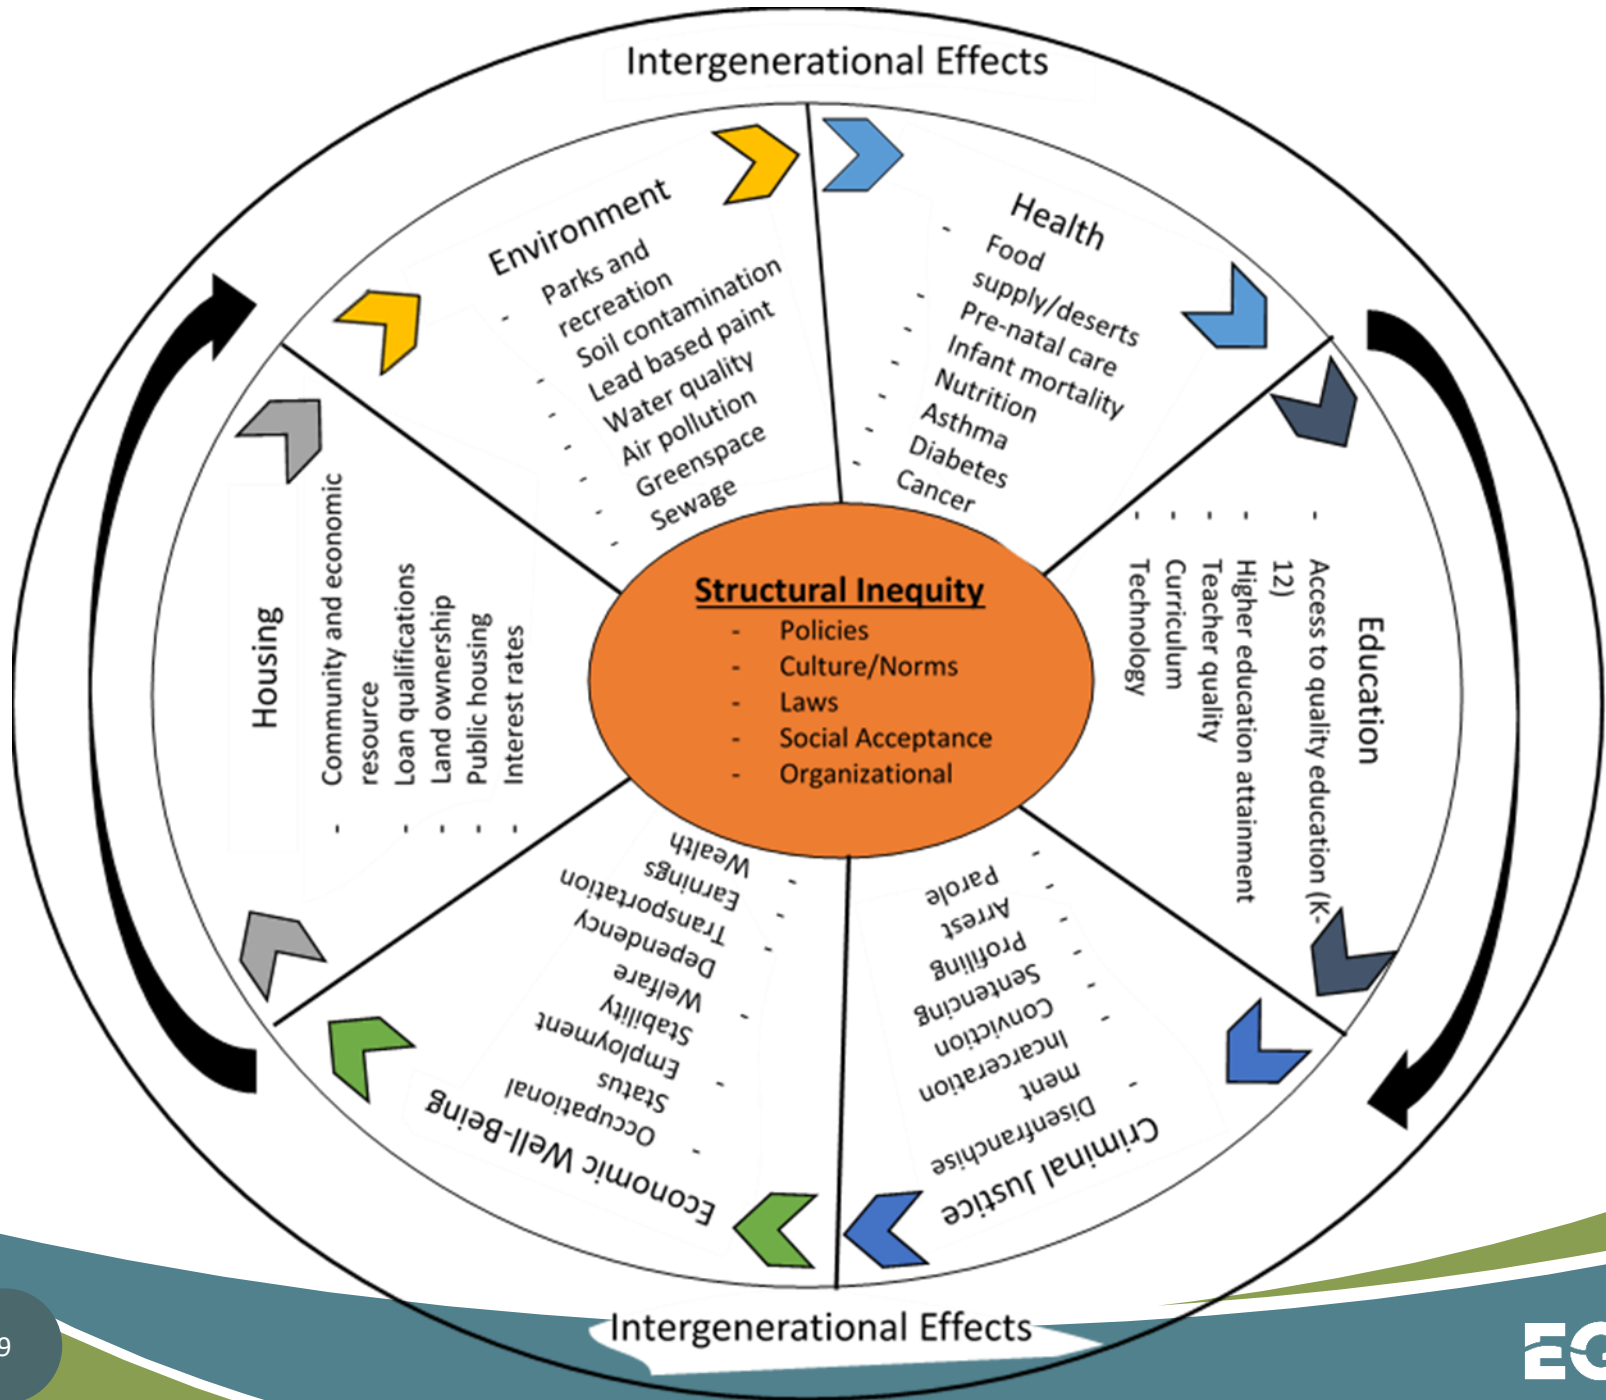 Intergenerational Effects
Environment
- Parks and
recreation
- Soil contamination
- Lead based paint
- Water quality
- Air pollution
- Greenspace
- Sewage
Health
- Food
supply/deserts
- Pre-natal care
- Infant mortality
- Nutrition
- Asthma
- Diabetes
- Cancer
Education
- Access to quality education (K-
12)
- Higher education attainment
- Teacher quality
- Curriculum
- Technology
Criminal Justice
- Disenfranchise
ment
- Incarceration
- Conviction
- Sentencing
- Profiling
- Arrest
- Parole
Economic Well-Being
- Occupational
Status
- Employment
Stability
- Welfare
Dependency
- Transportation
- Earnings
- Wealth
Housing
- Community and economic
resource
- Loan qualifications
- Land ownership
- Public housing
- Interest rates
Structural Inequity
- Policies
- Culture/Norms
- Laws
- Social Acceptance
- Organizational
Intergenerational Effects
9